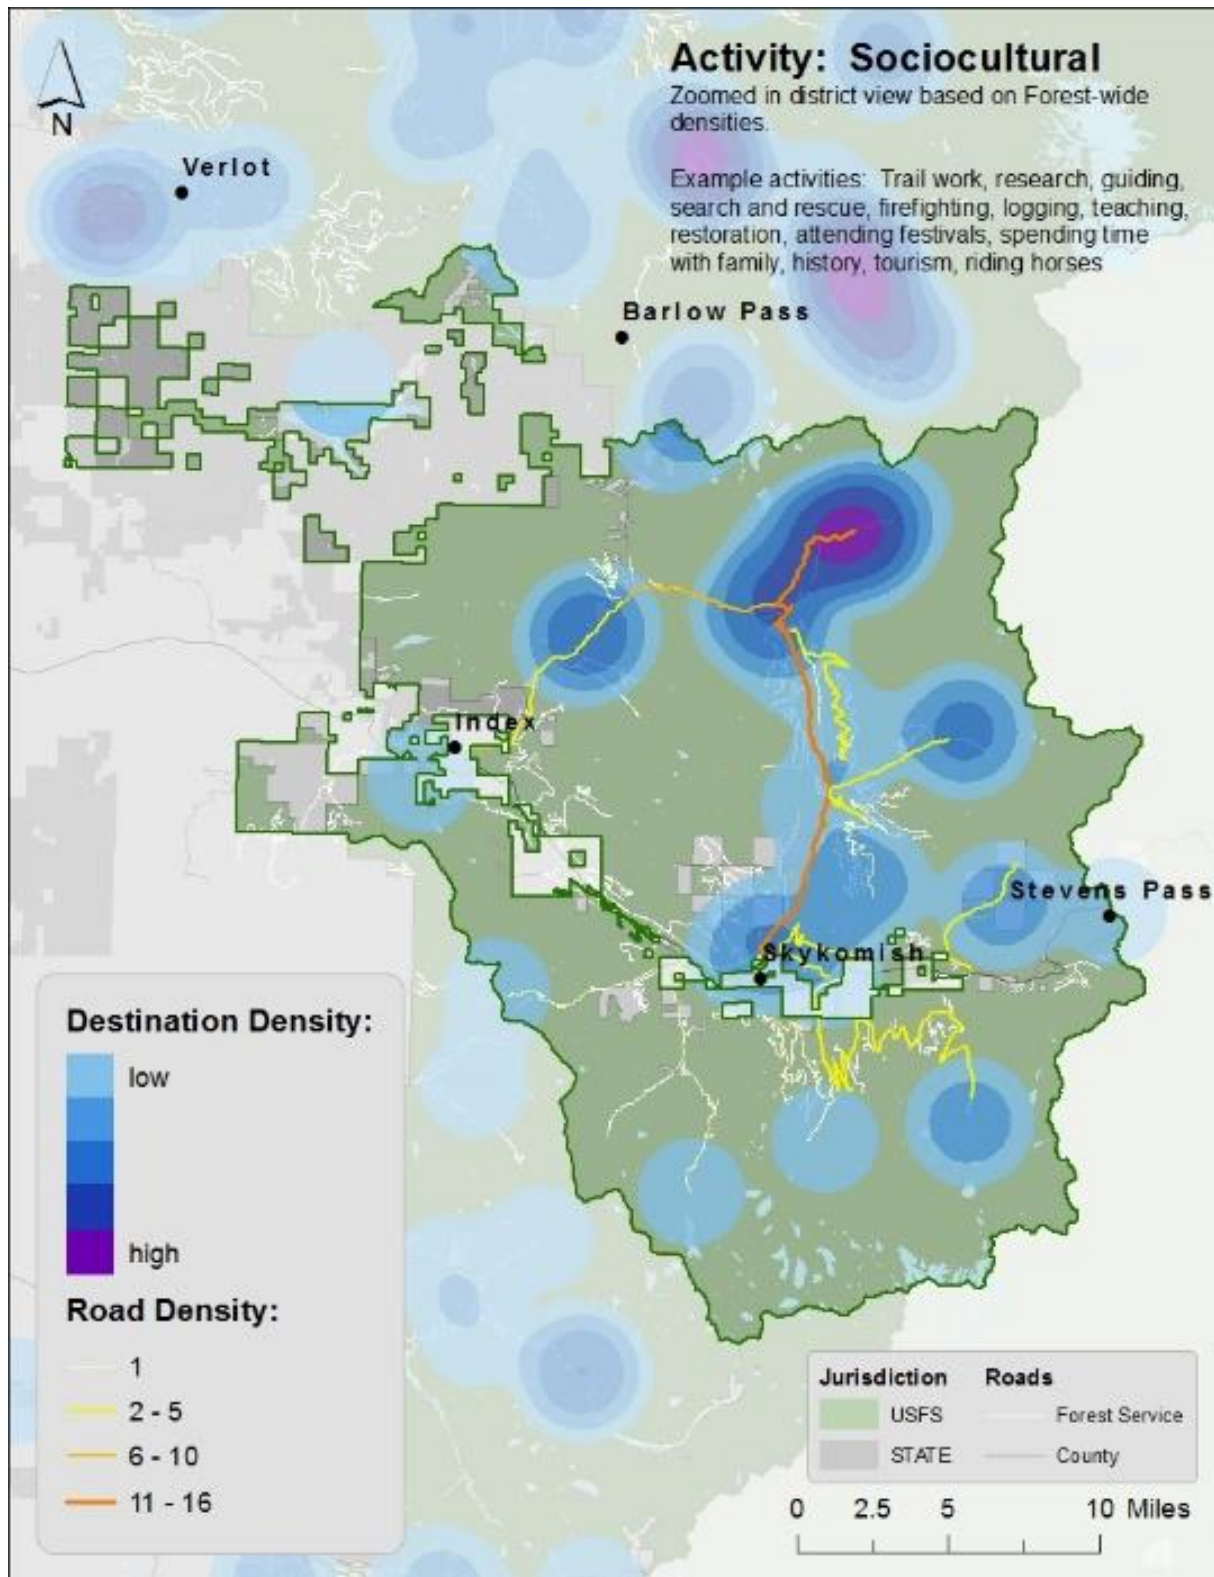 Activity: Sociocultural
Zoomed in district view based on Forest-wide
densities.
Example activities: Trail work, research, guiding,
search and rescue, firefighting, logging, teaching,
restoration, attending festivals, spending time
with family, history, tourism, riding horses
N
Verlot
Barlow Pass
Index
Stevens Pass
Skykomish
Destination Density:
low
high
Road Density:
1
2 - 5
6 - 10
11 - 16
Jurisdiction Roads
USFS Forest Service
STATE County
0 2.5 5 10 Miles